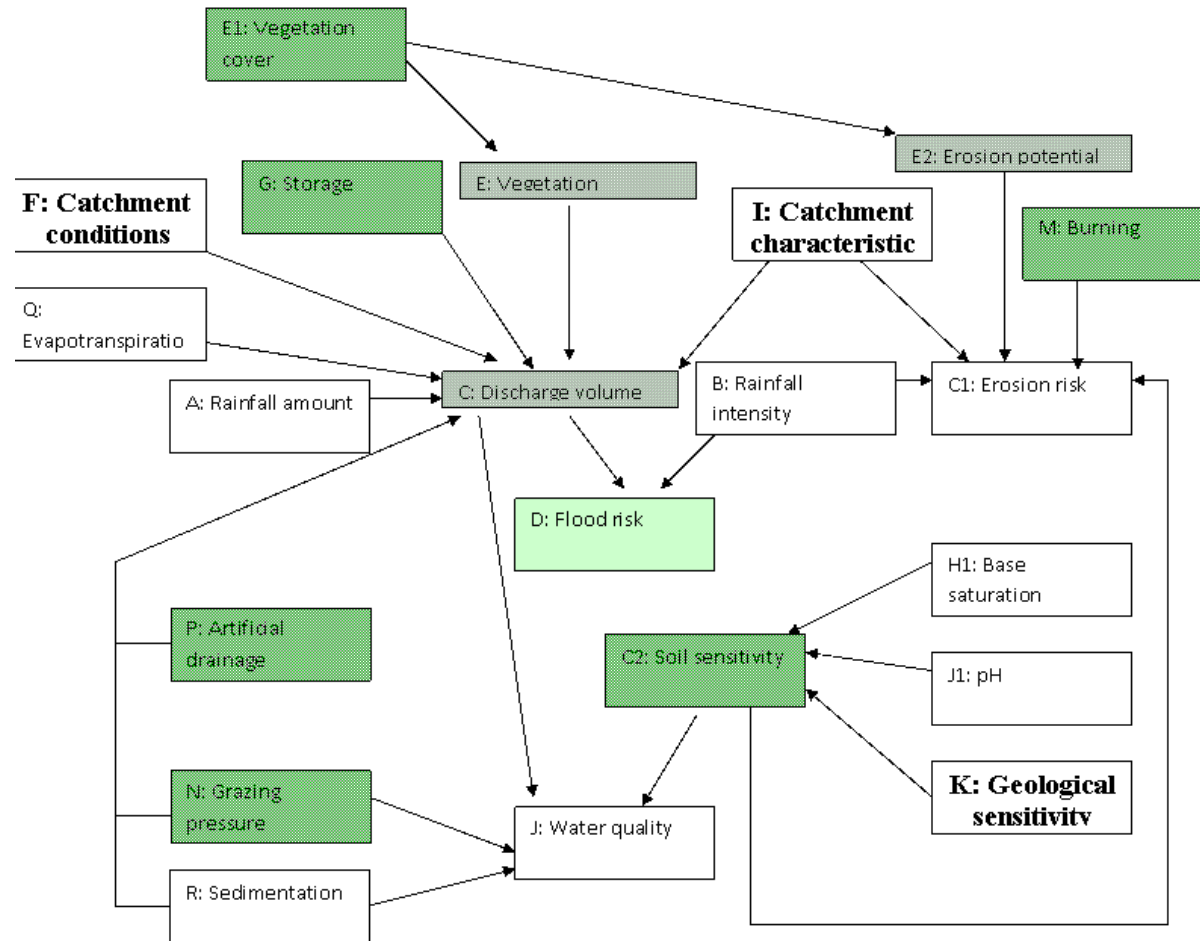 E1: Vegetation
cover
E2: Erosion potential
G: Storage
E: Vegetation
F: Catchment
conditions
I: Catchment
characteristic
M: Burning
Q:
Evapotranspiratio
A: Rainfall amount
C: Discharge volume
B: Rainfall
intensity
C1: Erosion risk
D: Flood risk
H1: Base
saturation
P: Artificial
drainage
C2: Soil sensitivity
J1: pH
N: Grazing
pressure
J: Water quality
K: Geological
sensitivity
R: Sedimentation